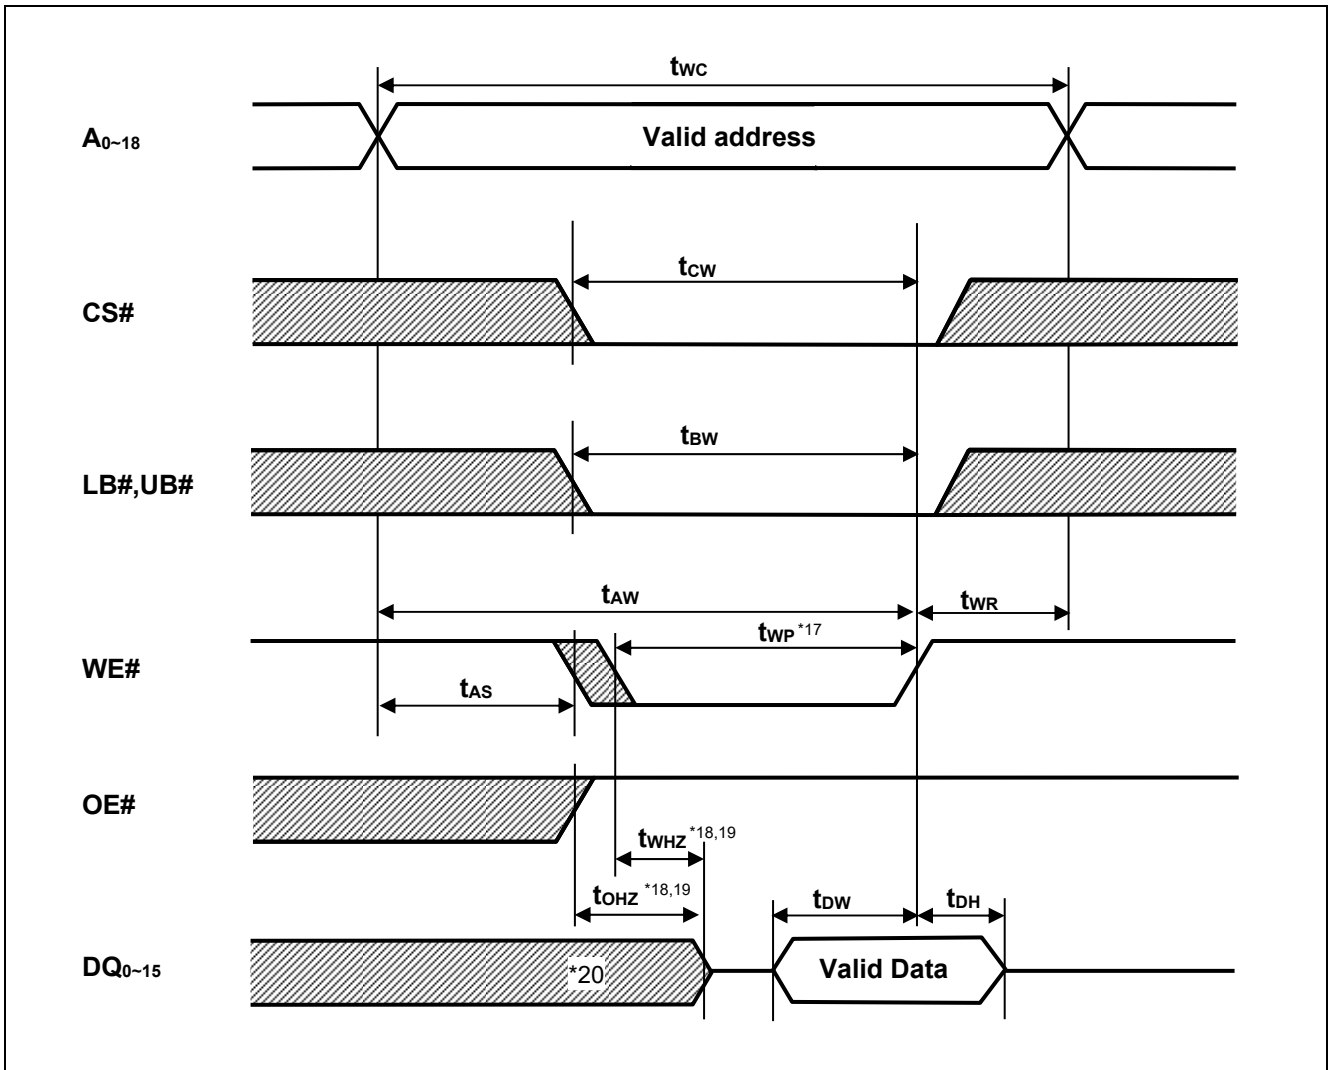 tWC
A0~18
Valid address
tCW
CS#
tBW
LB#,UB#
tAW
tWR
tWP *17
WE#
tAS
OE#
tWHZ *18,19
tOHZ *18,19
tDW
tDH
DQ0~15
*20
Valid Data